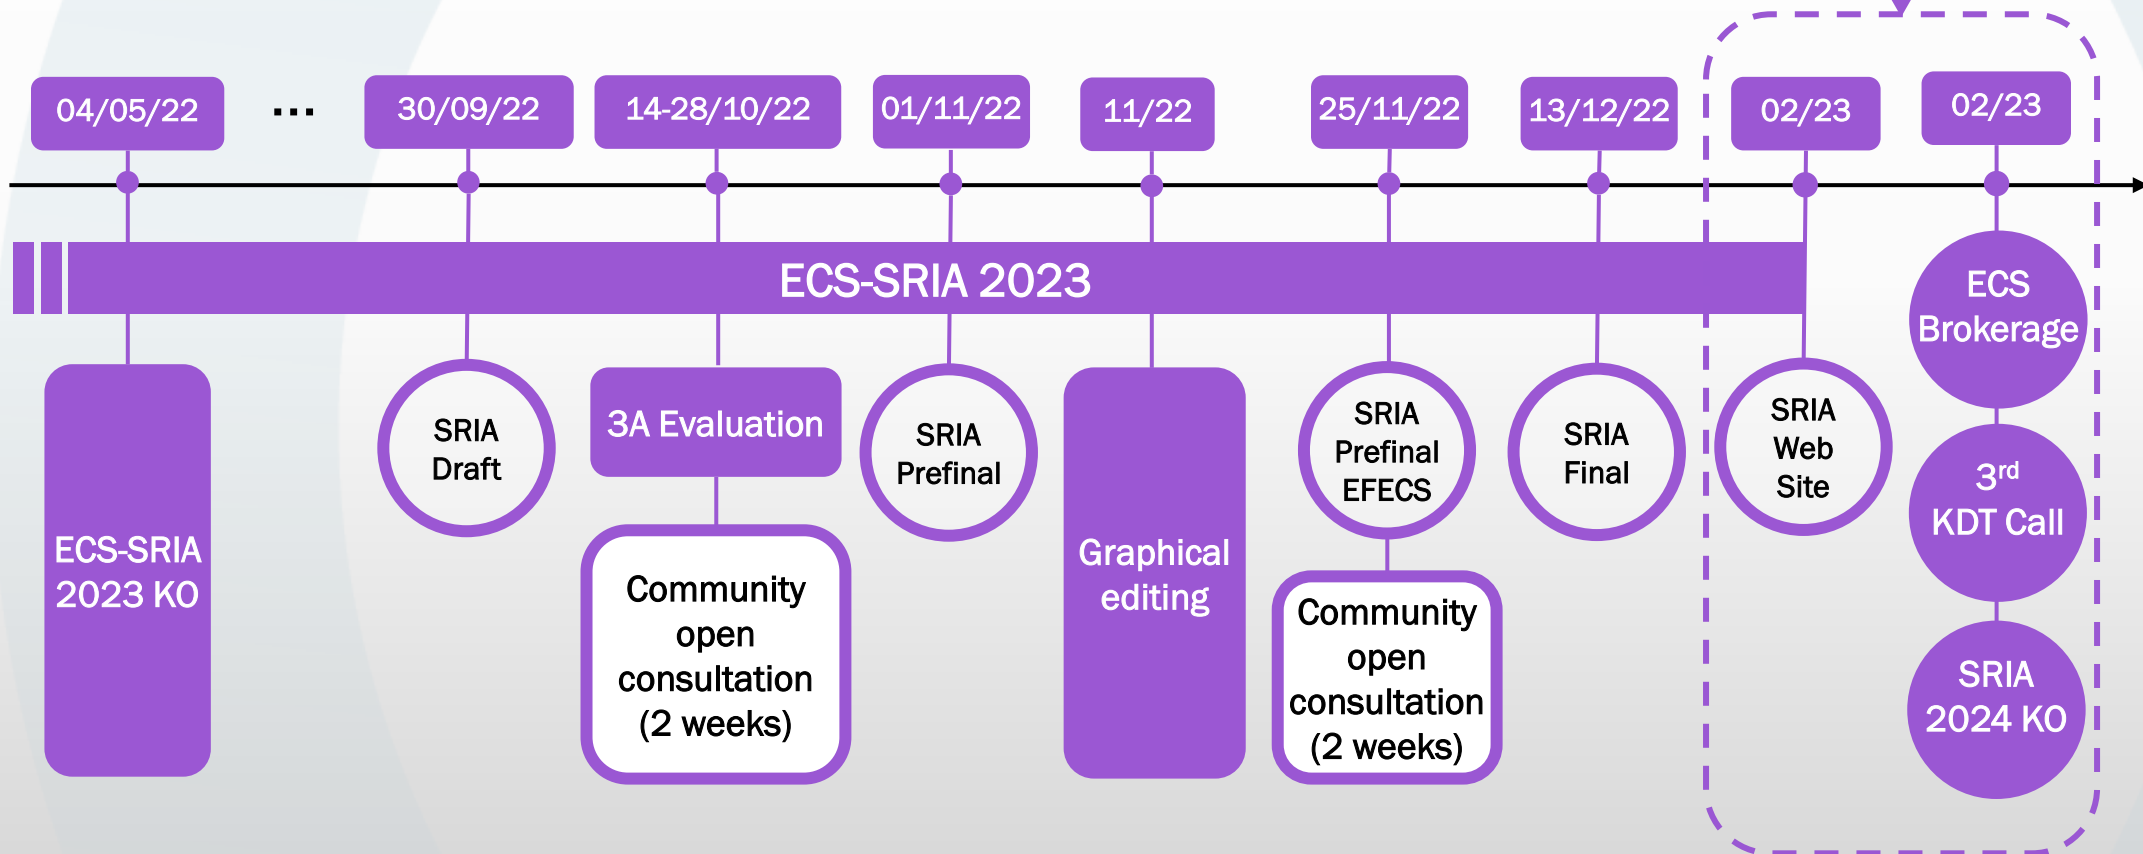 04/05/22
...
30/09/22
14-28/10/22
01/11/22
11/22
25/11/22
13/12/22
02/23
02/23
ECS-SRIA 2023
ECS-SRIA
2023 KO
SRIA
Draft
3A Evaluation
Community
open
consultation
(2 weeks)
SRIA
Prefinal
Graphical
editing
SRIA
Prefinal
EFECS
Community
open
consultation
(2 weeks)
SRIA
Final
SRIA
Web
Site
ECS
Brokerage
3rd
KDT Call
SRIA
2024 KO